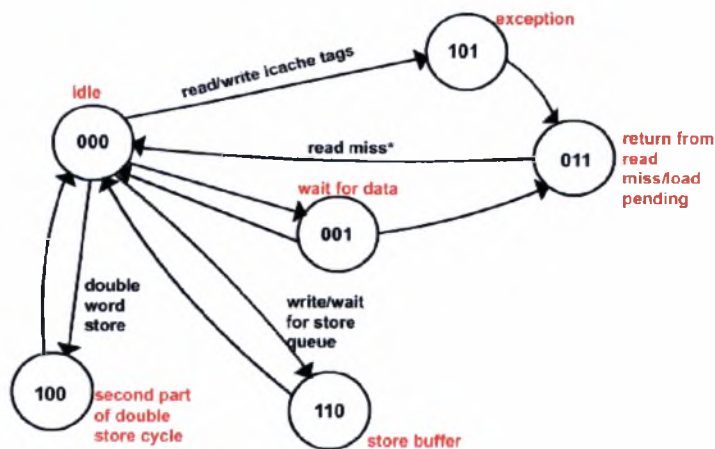 exception
101
read/write icache tags
idle
000
read miss*
011
return from
read
miss/load
pending
wait for data
001
double
word
store
write/wait
for store
queue
100
second part
of double
store cycle
110
store buffer